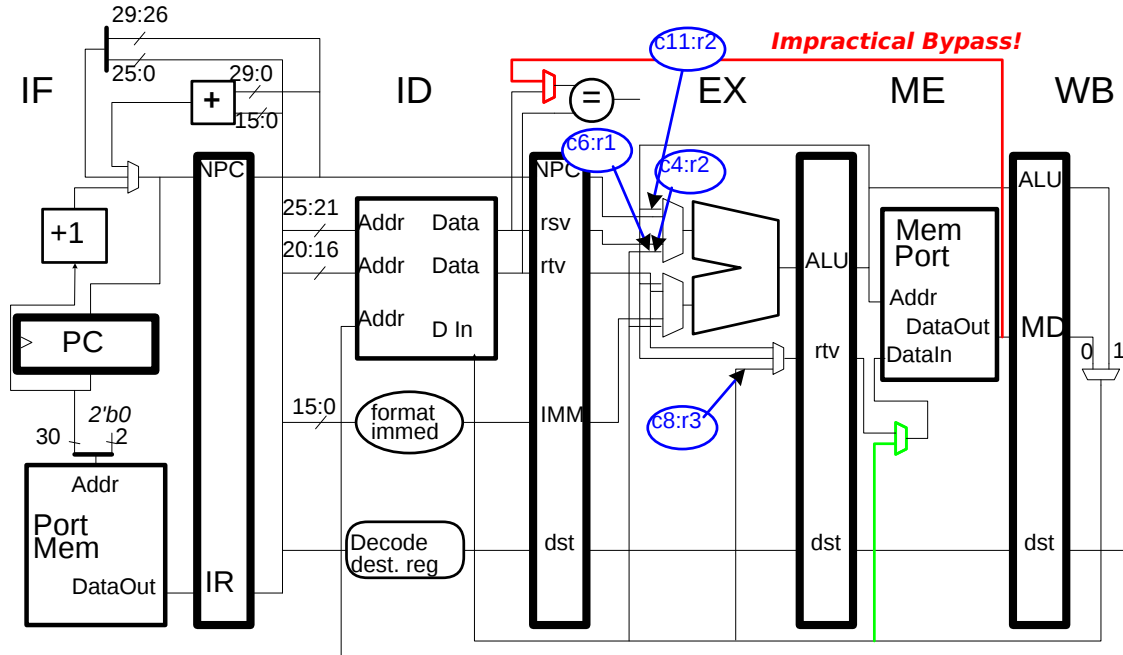 29:26
c11:r2
Impractical Bypass!
25:0
29:0
IF
+
ID
=
EX
ME
WB
15:0
c6:r1
c4:r2
NPC
NPC
ALU
25:21
Addr
Data
rsv
+1
20:16
Addr
Data
rtv
ALU
Mem
Port
Addr
Addr
D In
DataOut
MD
PC
rtv
DataIn
0
1
2'b0
15:0
format
immed
IMM
c8:r3
30
2
Addr
Port
Mem
Decode
dest. reg
dst
dst
dst
DataOut
IR